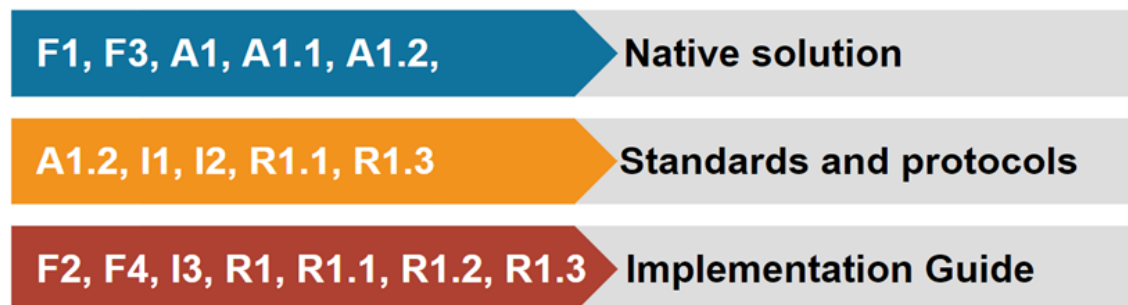 F1, F3, A1, A1.1, A1.2, Native solution
A1.2, I1, I2, R1.1, R1.3 Standards and protocols
F2, F4, I3, R1, R1.1, R1.2, R1.3 Implementation Guide